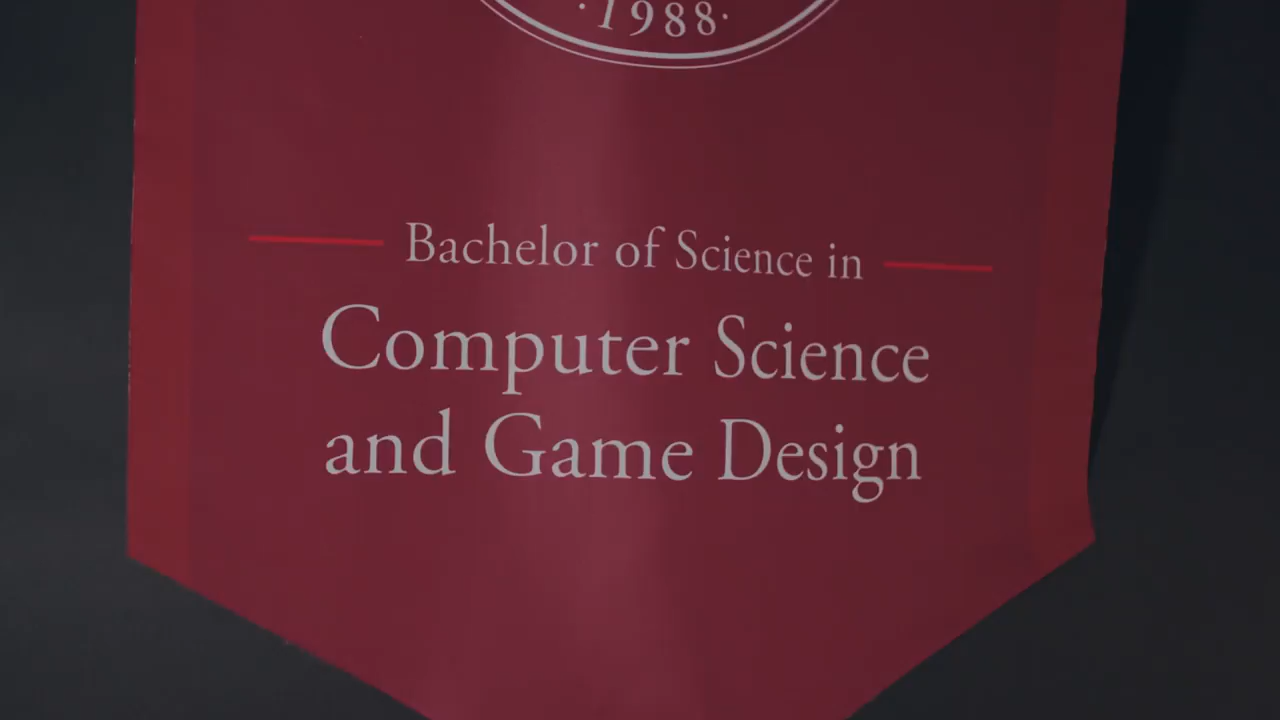 ·1988·
Bachelor of Science in
Computer Science
and Game Design